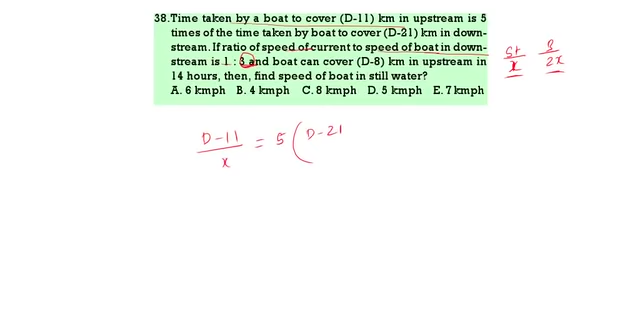 38.Time taken by a boat to cover (D-11) km in upstream is 5
times of the time taken by boat to cover (D-21) km in down-
stream. If ratio of speed of current to speed of boat in down-
stream is 1 : 3 and boat can cover (D-8) km in upstream in
14 hours, then, find speed of boat in still water?
A. 6 kmph B. 4 kmph C. 8 kmph D. 5 kmph E. 7 kmph
St B
x 2x
D-11 = 5 ( D-21
x